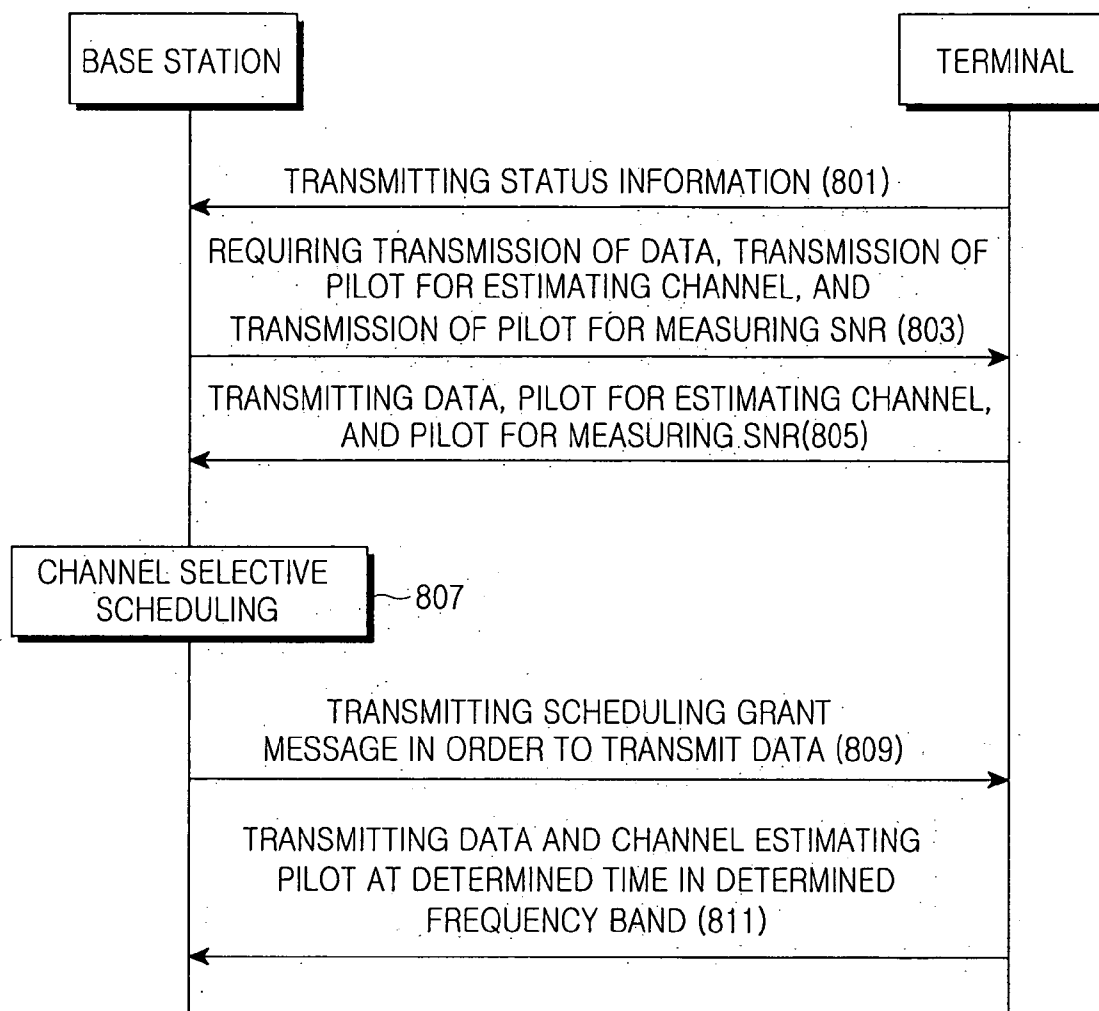 BASE STATION
TERMINAL
TRANSMITTING STATUS INFORMATION (801)
REQUIRING TRANSMISSION OF DATA, TRANSMISSION OF
PILOT FOR ESTIMATING CHANNEL, AND
TRANSMISSION OF PILOT FOR MEASURING SNR (803)
TRANSMITTING DATA, PILOT FOR ESTIMATING CHANNEL,
AND PILOT FOR MEASURING SNR(805)
CHANNEL SELECTIVE
SCHEDULING
807
TRANSMITTING SCHEDULING GRANT
MESSAGE IN ORDER TO TRANSMIT DATA (809)
TRANSMITTING DATA AND CHANNEL ESTIMATING
PILOT AT DETERMINED TIME IN DETERMINED
FREQUENCY BAND (811)